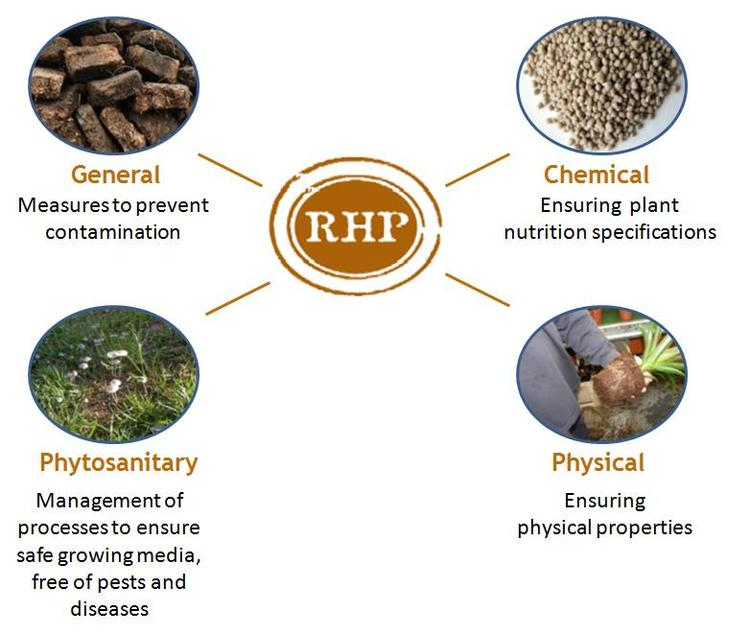 General
Measures to prevent
contamination
Chemical
Ensuring plant
nutrition specifications
RHP
Phytosanitary
Management of
processes to ensure
safe growing media,
free of pests and
diseases
Physical
Ensuring
physical properties